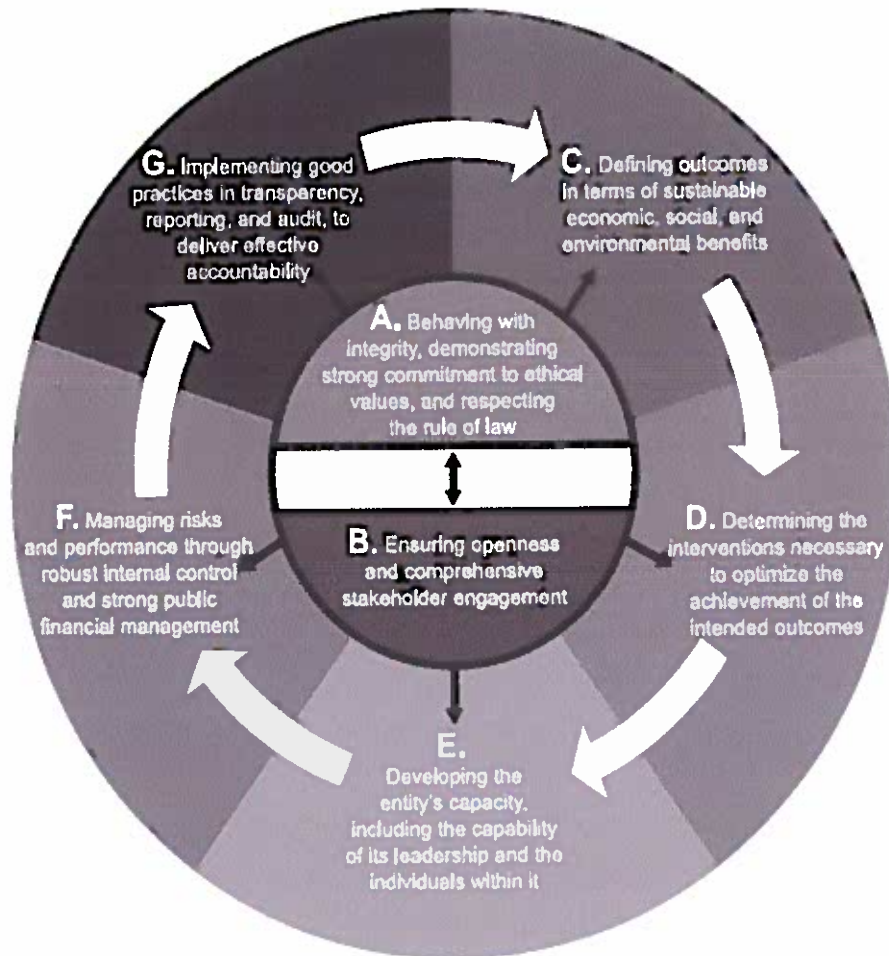 G. Implementing good
practices in transparency,
reporting, and audit, to
deliver effective
accountability
C. Defining outcomes
in terms of sustainable
economic, social, and
environmental benefits
A. Behaving with
integrity, demonstrating
strong commitment to ethical
values, and respecting
the rule of law
B. Ensuring openness
and comprehensive
stakeholder engagement
D. Determining the
interventions necessary
to optimize the
achievement of the
intended outcomes
E.
Developing the
entity's capacity,
including the capability
of its leadership and the
individuals within it
F. Managing risks
and performance through
robust internal control
and strong public
financial management